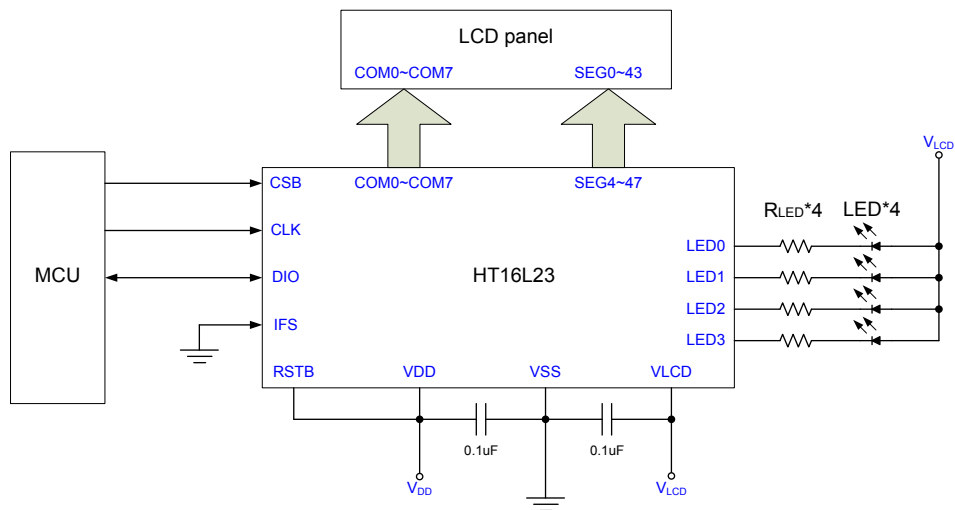 LCD panel
COM0~COM7 SEG0~43
VLCD
CSB COM0~COM7 SEG4~47
RLED*4 LED*4
CLK
LED0
MCU DIO HT16L23 LED1
LED2
IFS
LED3
RSTB VDD VSS VLCD
0.1uF 0.1uF
VDD VLCD